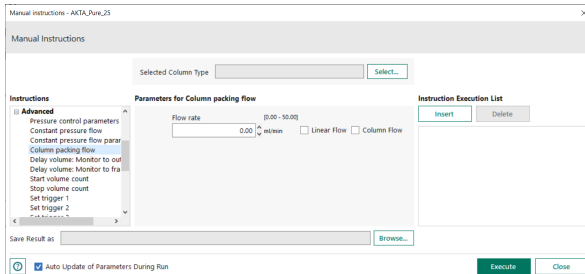 Manual instructions - AKTA_Pure_25
Manual Instructions
Selected Column Type
Select...
Instructions
Advanced
Pressure control parameters
Constant pressure flow
Constant pressure flow parar
Column packing flow
Delay volume: Monitor to out
Delay volume: Monitor to fra
Start volume count
Stop volume count
Set trigger 1
Set trigger 2
Parameters for Column packing flow
Flow rate [0.00 - 50.00]
0.00 ml/min Linear Flow Column Flow
Instruction Execution List
Insert Delete
Save Result as
Browse...
Auto Update of Parameters During Run
Execute Close